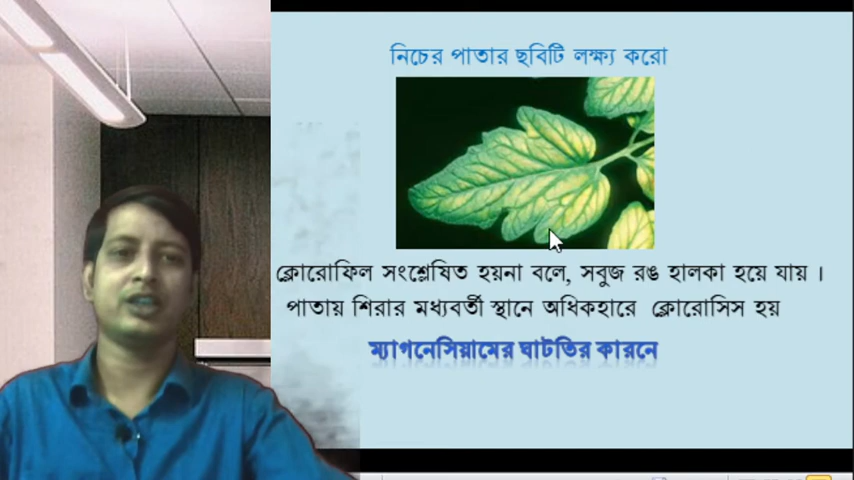 নিচের পাতার ছবিটি লক্ষ্য করো
ক্লোরোফিল সংশ্লেষিত হয়না বলে, সবুজ রঙ হালকা হয়ে যায় ।
পাতায় শিরার মধ্যবর্তী স্থানে অধিকহারে ক্লোরোসিস হয়
ম্যাগনেসিয়ামের ঘাটতির কারনে